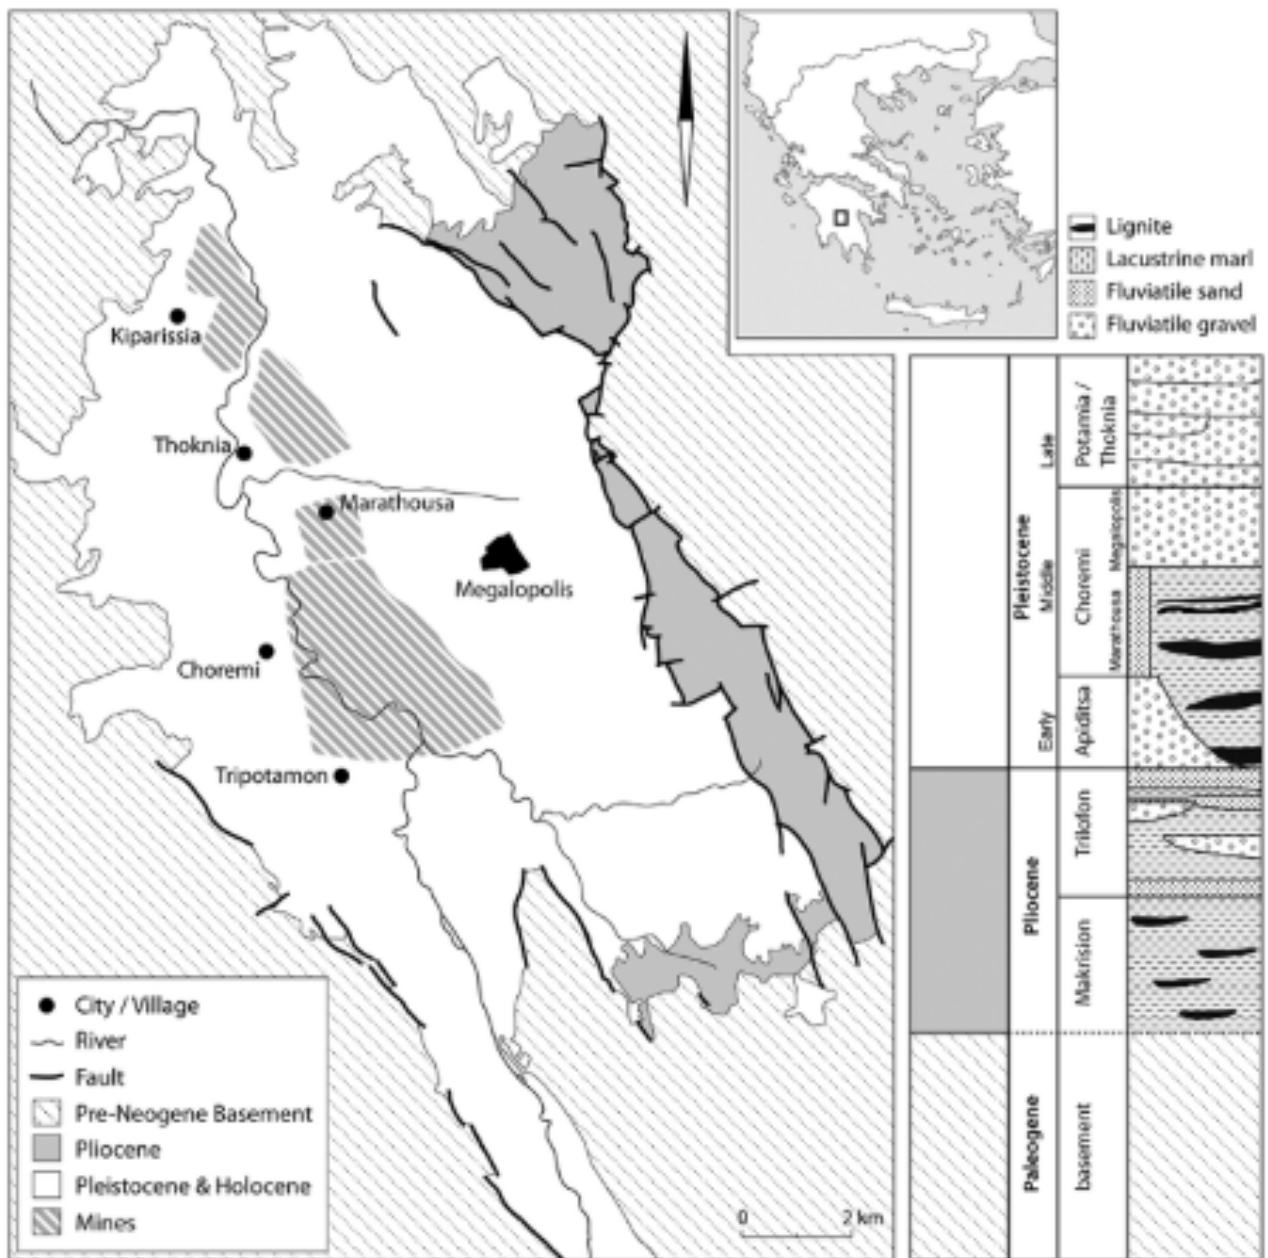 Lignite
Lacustrine marl
Fluviatile sand
Fluviatile gravel
Kiparissia
Thoknia
Marathousa
Megalopolis
Choremi
Tripotamon
City / Village
River
Fault
Pre-Neogene Basement
Pliocene
Pleistocene & Holocene
Mines
0 2 km
Pleistocene
Late
Middle
Early
Potamia /
Thoknia
Choremi
Megalopolis
Marathousa
Apiditsa
Pliocene
Trilofon
Makrision
Paleogene
basement